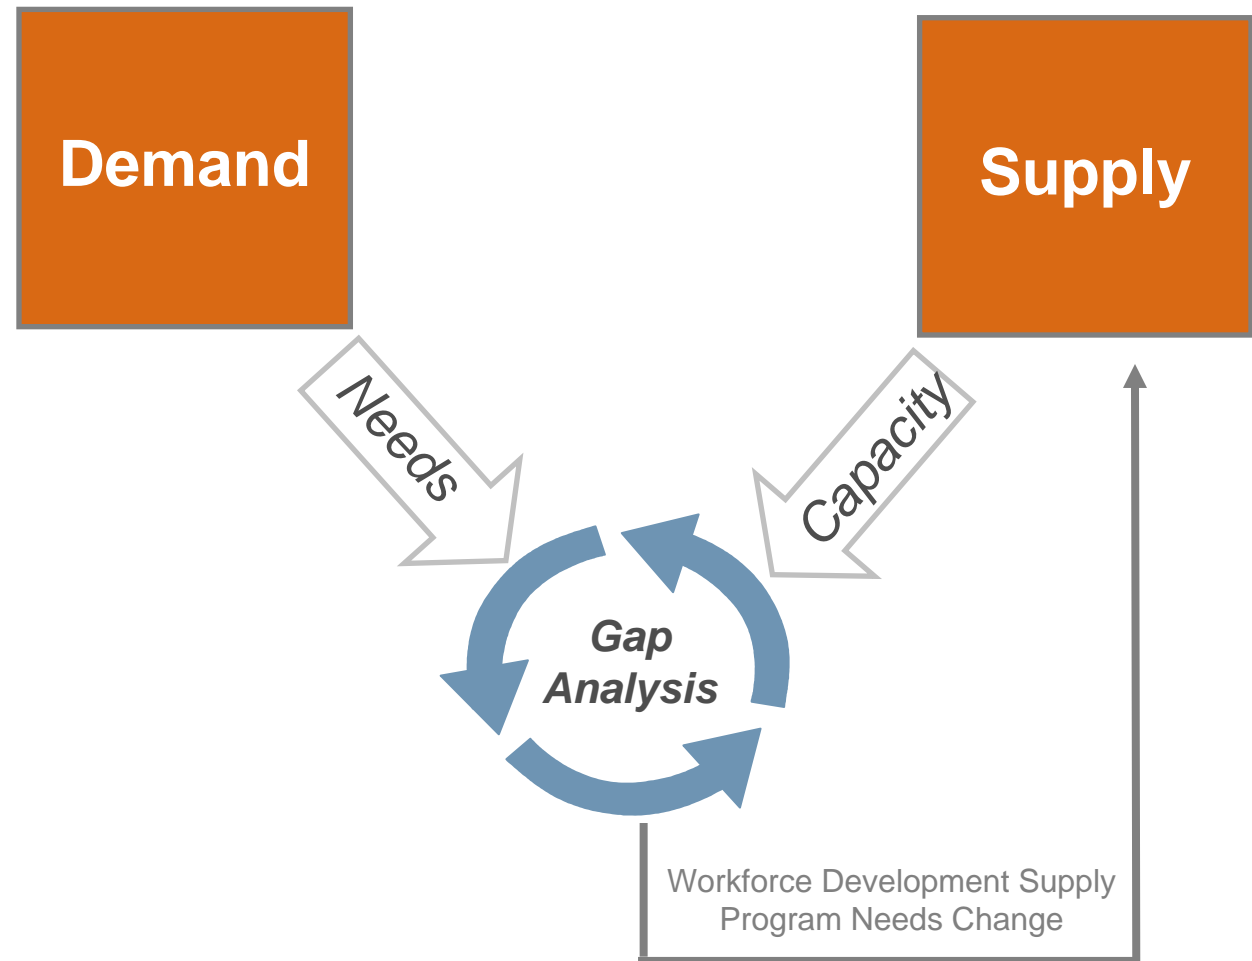 Demand
Supply
Needs
Capacity
Gap
Analysis
Workforce Development Supply
Program Needs Change